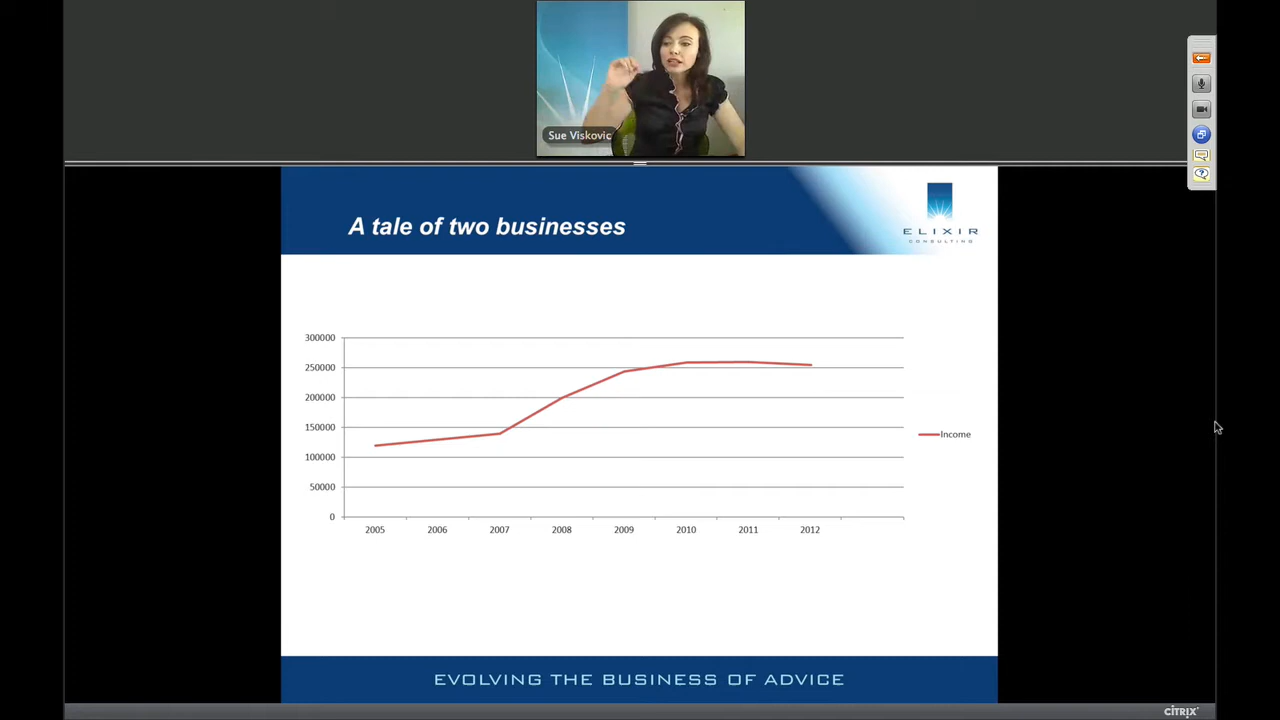 Sue Viskovic
A tale of two businesses
ELIXIR
CONSULTING
300000
250000
200000
150000
100000
50000
0
2005 2006 2007 2008 2009 2010 2011 2012
Income
EVOLVING THE BUSINESS OF ADVICE
CITRIX